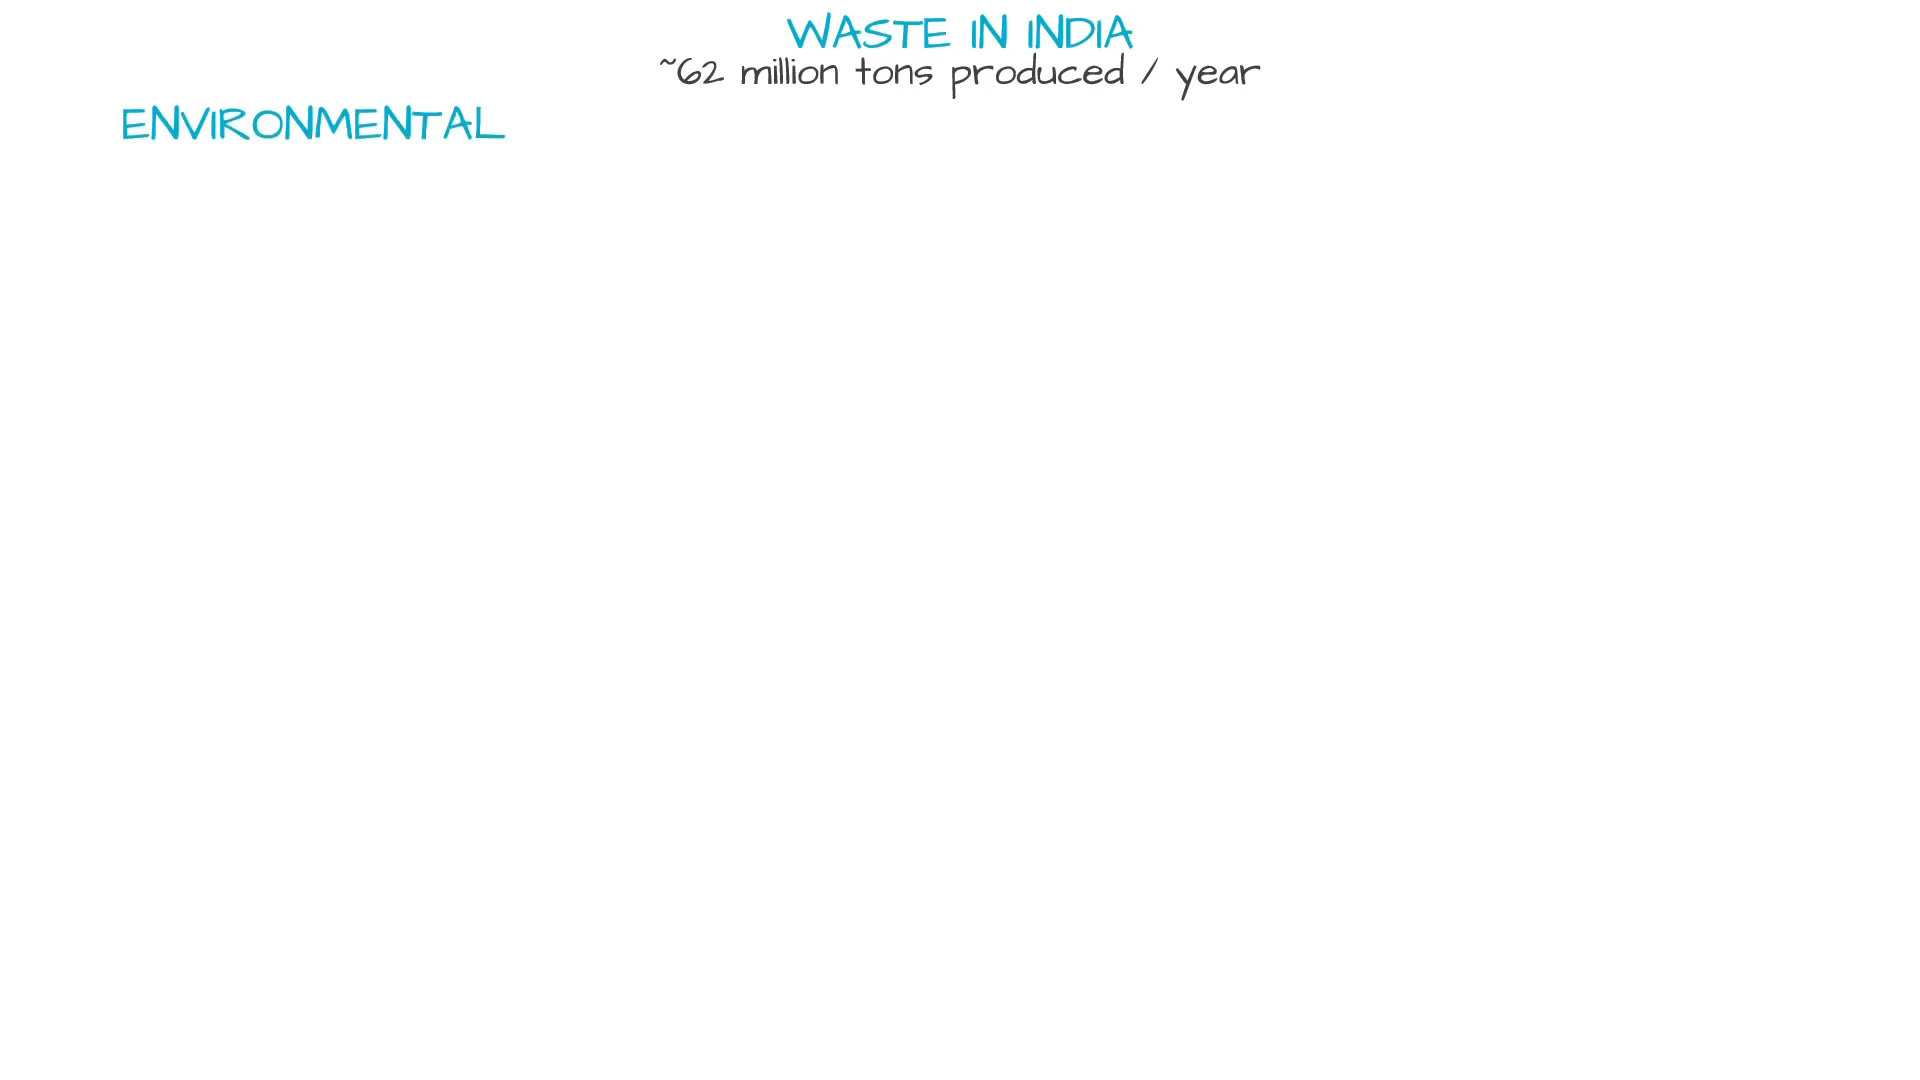 WASTE IN INDIA
~62 million tons produced / year
ENVIRONMENTAL